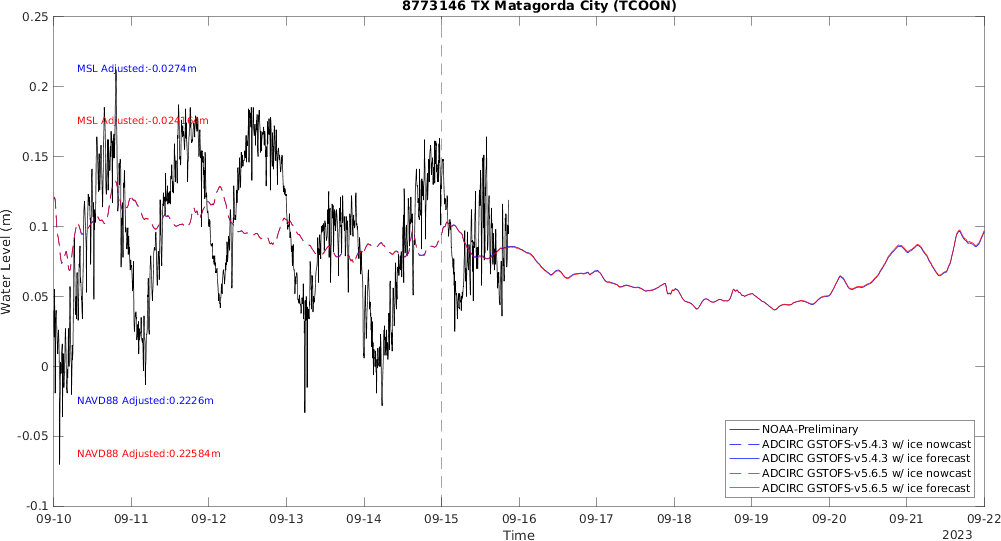 8773146 TX Matagorda City (TCOON)
0.25
0.2
0.15
0.1
0.05
0
-0.05
-0.1
Water Level (m)
MSL Adjusted:-0.0274m
NAVD88 Adjusted:0.2226m
NAVD88 Adjusted:0.22584m
NOAA-Preliminary
ADCIRC GSTOFS-v5.4.3 w/ ice nowcast
ADCIRC GSTOFS-v5.4.3 w/ ice forecast
ADCIRC GSTOFS-v5.6.5 w/ ice nowcast
ADCIRC GSTOFS-v5.6.5 w/ ice forecast
09-10 09-11 09-12 09-13 09-14 09-15 09-16 09-17 09-18 09-19 09-20 09-21 09-22
Time
2023
MSL Adjusted: